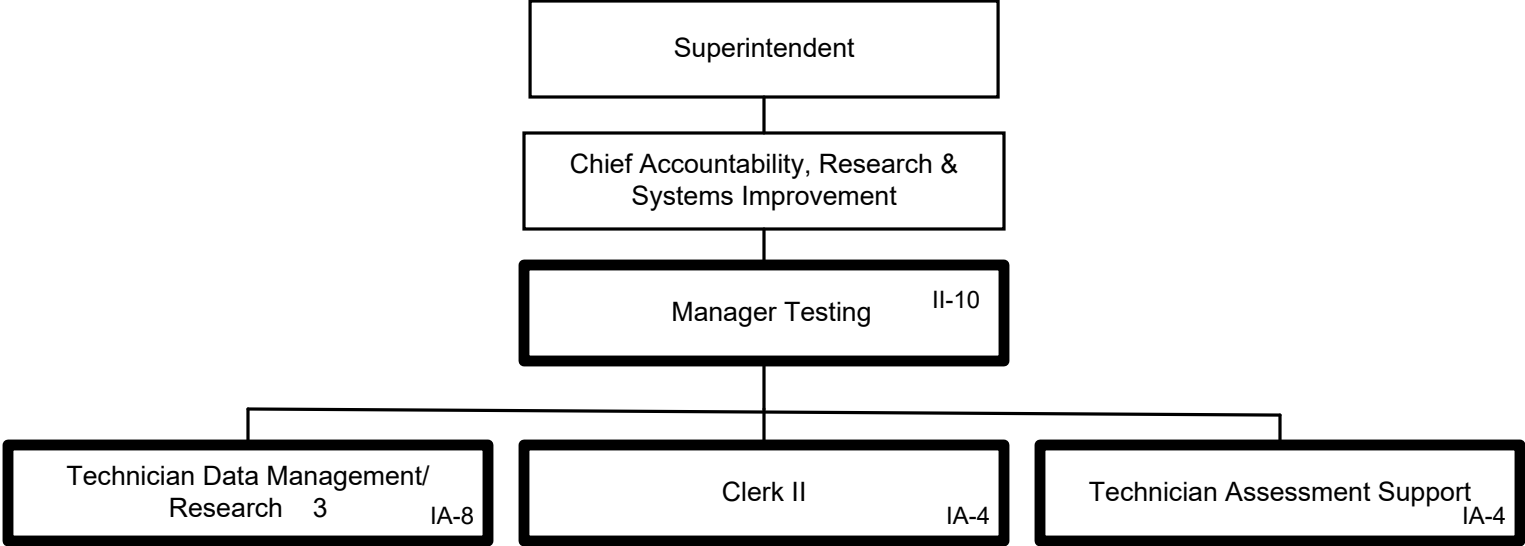 Superintendent
Chief Accountability, Research &
Systems Improvement
Manager Testing II-10
Technician Data Management/
Research 3 IA-8
Clerk II
IA-4
Technician Assessment Support
IA-4